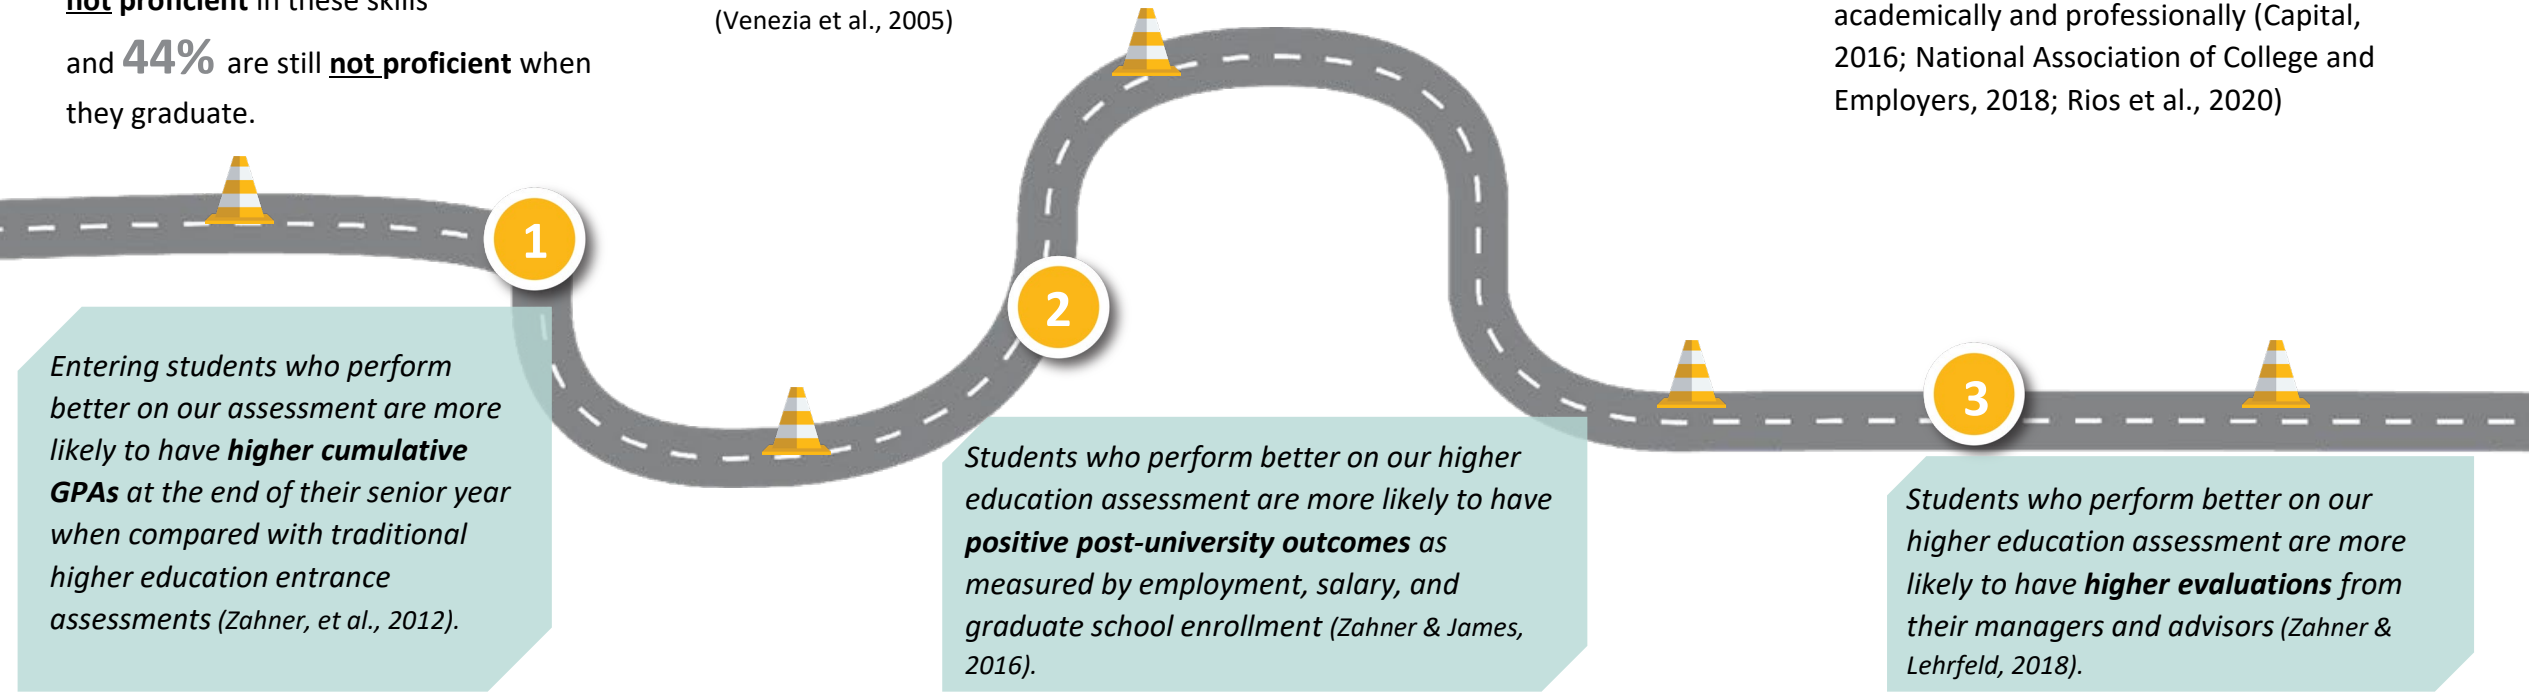 not proficient in these skills
and 44% are still not proficient when
they graduate.
(Venezia et al., 2005)
academically and professionally (Capital,
2016; National Association of College and
Employers, 2018; Rios et al., 2020)
1
2
3
Entering students who perform
better on our assessment are more
likely to have higher cumulative
GPAs at the end of their senior year
when compared with traditional
higher education entrance
assessments (Zahner, et al., 2012).
Students who perform better on our higher
education assessment are more likely to have
positive post-university outcomes as
measured by employment, salary, and
graduate school enrollment (Zahner & James,
2016).
Students who perform better on our
higher education assessment are more
likely to have higher evaluations from
their managers and advisors (Zahner &
Lehrfeld, 2018).